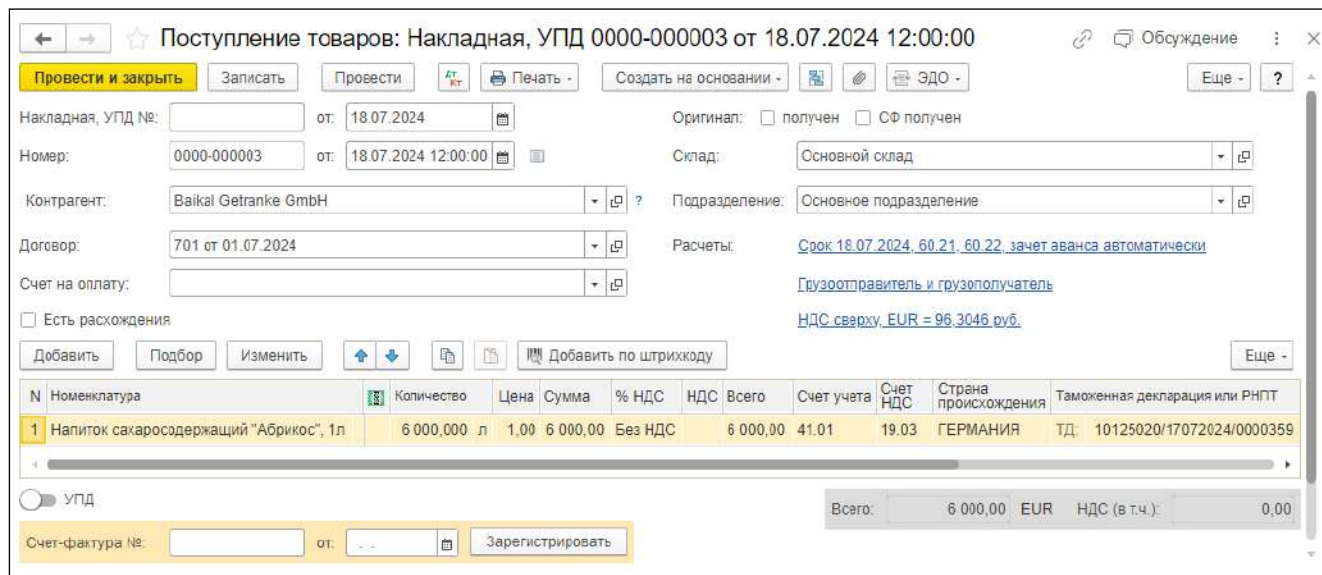 Поступление товаров: Накладная, УПД 0000-000003 от 18.07.2024 12:00:00 Обсуждение
Провести и закрыть Записать Провести Дт Кт Печать Создать на основании ЭДО Еще ?
Накладная, УПД №: от: 18.07.2024 Оригинал: получен СФ получен
Номер: 0000-000003 от: 18.07.2024 12:00:00 Склад: Основной склад
Контрагент: Baikal Getranke GmbH ? Подразделение: Основное подразделение
Договор: 701 от 01.07.2024 Расчеты: Срок 18.07.2024, 60.21, 60.22, зачет аванса автоматически
Счет на оплату: Грузоотправитель и грузополучатель
Есть расхождения НДС сверху, EUR = 96,3046 руб.
Добавить Подбор Изменить Добавить по штрихкоду Еще
N Номенклатура Количество Цена Сумма % НДС НДС Всего Счет учета Счет НДС Страна происхождения Таможенная декларация или РНПТ
1 Напиток сахаросодержащий "Абрикос", 1л 6 000,000 л 1,00 6 000,00 Без НДС 6 000,00 41.01 19.03 ГЕРМАНИЯ ТД: 10125020/17072024/0000359
УПД
Всего: 6 000,00 EUR НДС (в т.ч.): 0,00
Счет-фактура №: от: . . Зарегистрировать